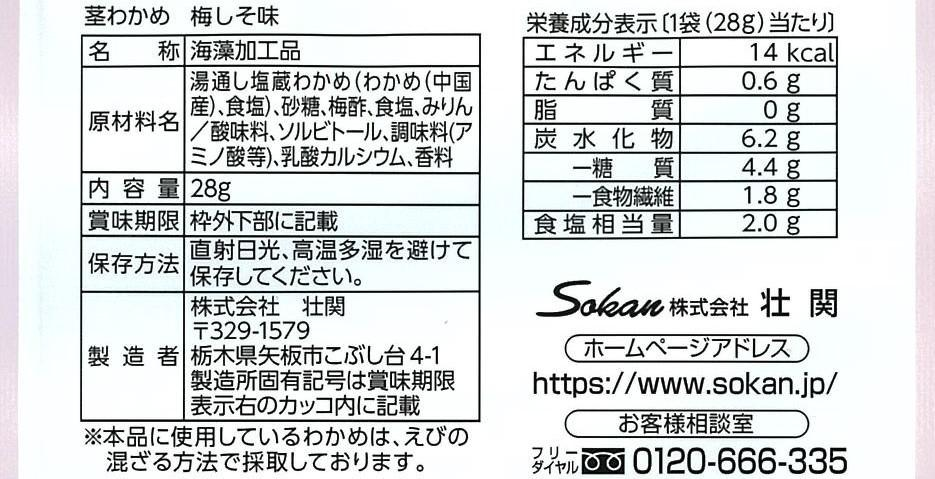 茎わかめ 梅しそ味
名称 海藻加工品
原材料名 湯通し塩蔵わかめ(わかめ(中国
産)、食塩)、砂糖、梅酢、食塩、みりん
/酸味料、ソルビトール、調味料(ア
ミノ酸等)、乳酸カルシウム、香料
内容量 28g
賞味期限 枠外下部に記載
保存方法 直射日光、高温多湿を避けて
保存してください。
製造者 株式会社 壮関
〒329-1579
栃木県矢板市こぶし台4-1
製造所固有記号は賞味期限
表示右のカッコ内に記載
※本品に使用しているわかめは、えびの
混ざる方法で採取しております。
栄養成分表示〔1袋(28g)当たり〕
エネルギー 14 kcal
たんぱく質 0.6 g
脂質 0 g
炭水化物 6.2 g
―糖質 4.4 g
―食物繊維 1.8 g
食塩相当量 2.0 g
Sokan 株式会社 壮関
ホームページアドレス
https://www.sokan.jp/
お客様相談室
フリーダイヤル 0120-666-335